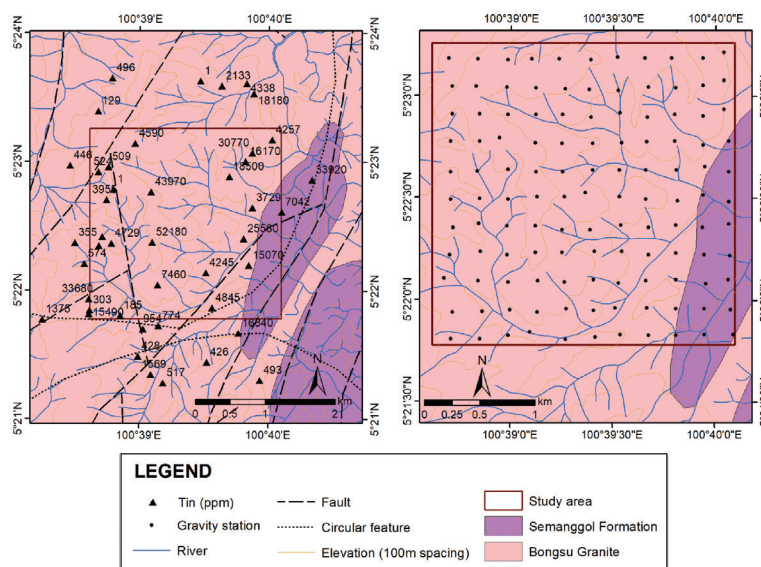 100°39'E 100°40'E
100°39'0"E 100°39'30"E 100°40'0"E
5°24'N
5°23'N
5°22'N
5°21'N
496
1
2133
4338
18180
129
4590
4257
30770
16170
446
524
509
18500
33920
1
395
43970
3729
7042
355
4729
52180
25580
574
4245
15070
7460
33680
303
185
4845
1375
15490
954
774
16840
428
426
4569
517
493
N
0 0.5 1 2
km
5°24'N
5°23'N
5°22'N
5°21'N
100°39'E 100°40'E
5°23'0"N
5°22'30"N
5°22'0"N
5°21'30"N
N
0 0.25 0.5 1
km
100°39'0"E 100°39'30"E 100°40'0"E
LEGEND
Tin (ppm)
Gravity station
River
Fault
Circular feature
Elevation (100m spacing)
Study area
Semanggol Formation
Bongsu Granite